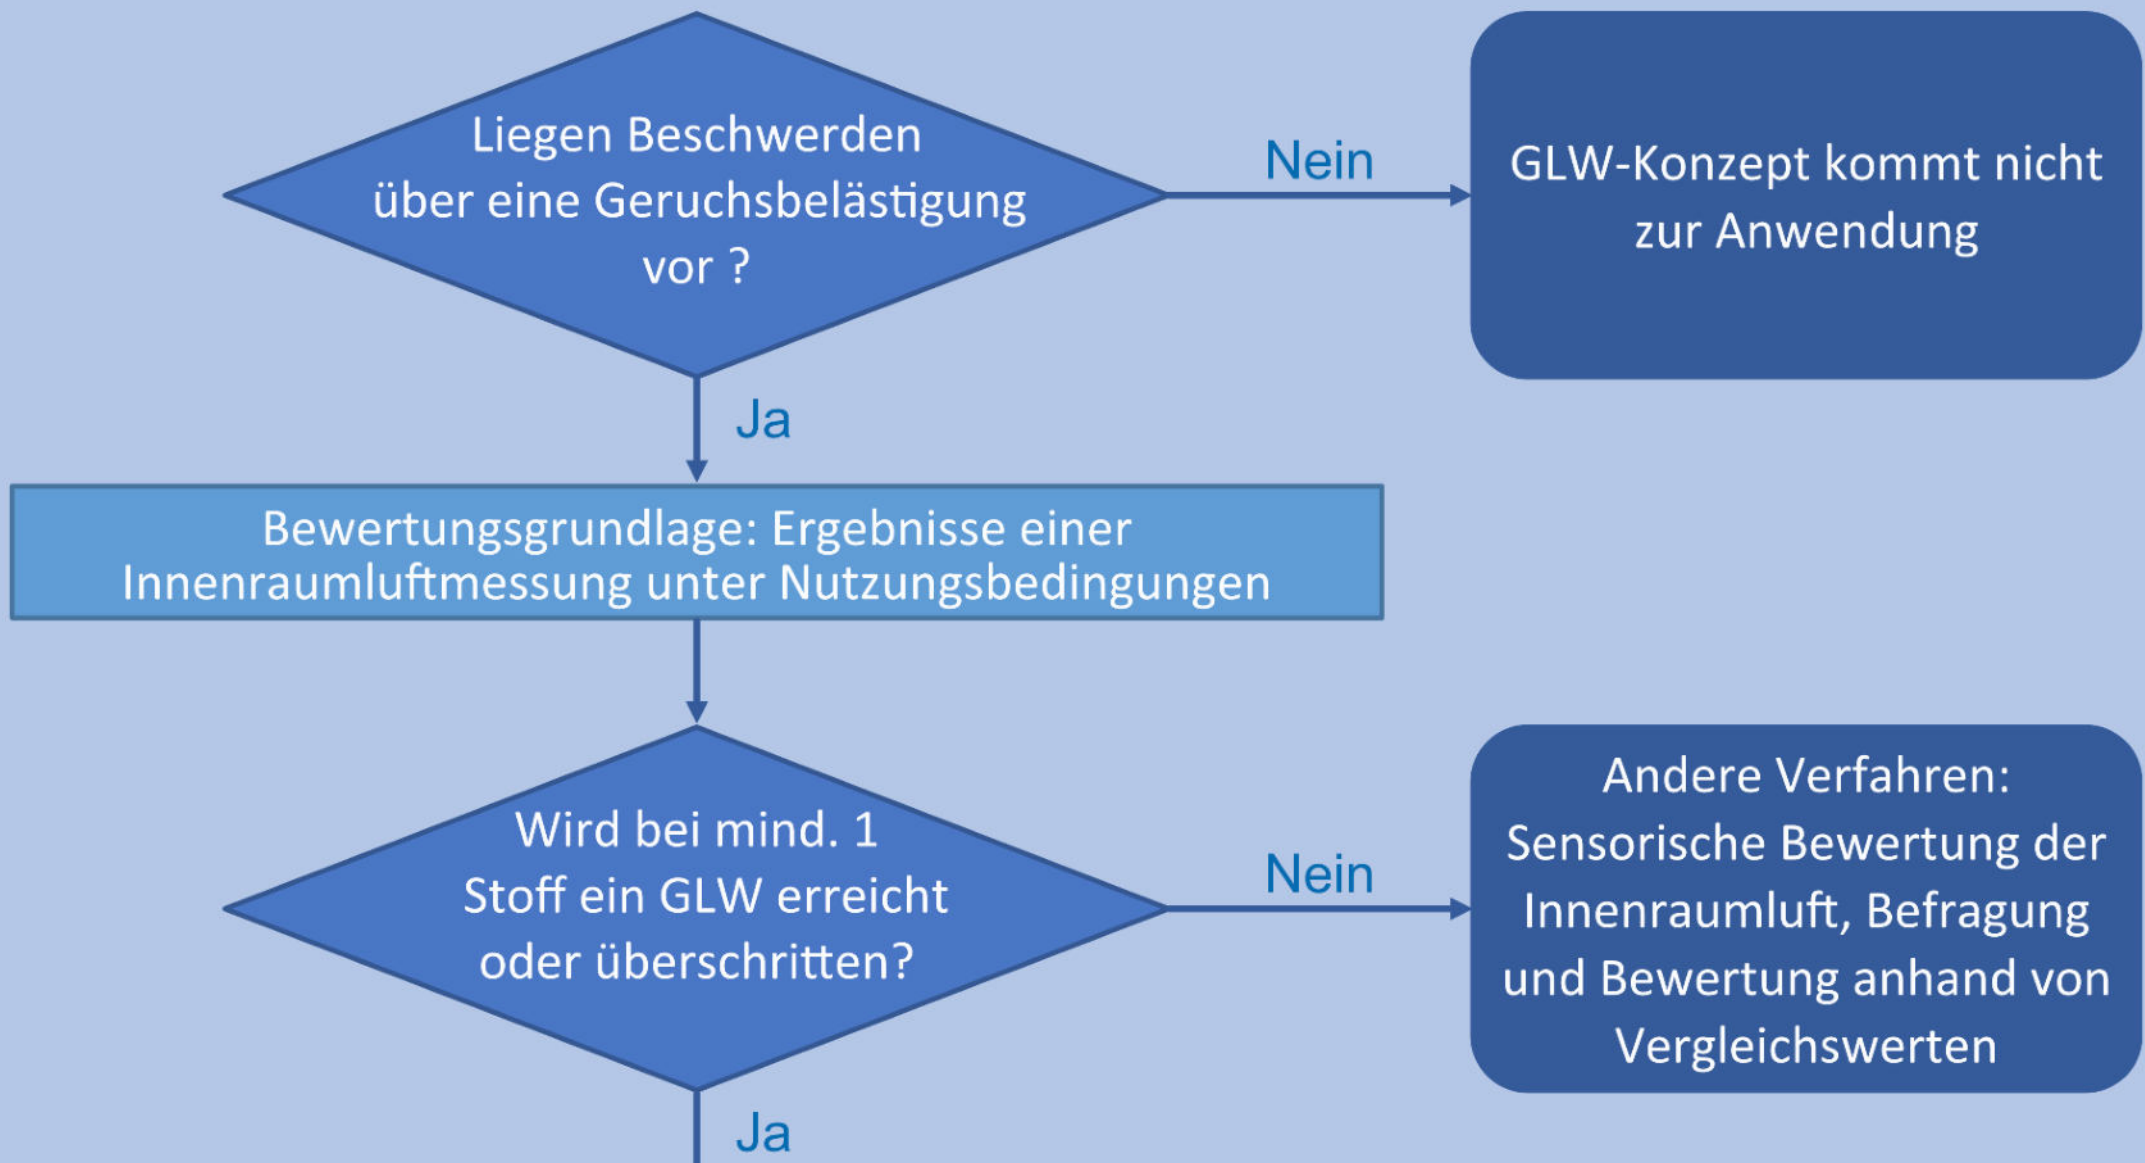 Liegen Beschwerden
über eine Geruchsbelästigung
vor ?
Nein
GLW-Konzept kommt nicht
zur Anwendung
Ja
Bewertungsgrundlage: Ergebnisse einer
Innenraumluftmessung unter Nutzungsbedingungen
Wird bei mind. 1
Stoff ein GLW erreicht
oder überschritten?
Nein
Andere Verfahren:
Sensorische Bewertung der
Innenraumluft, Befragung
und Bewertung anhand von
Vergleichswerten
Ja